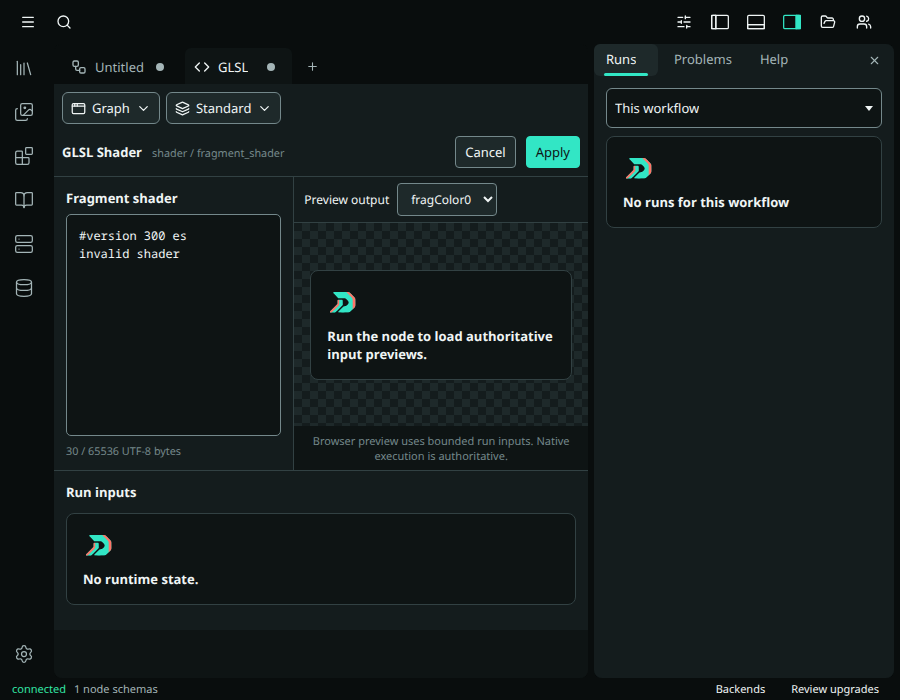 Untitled
GLSL
Runs
Problems
Help
Graph
Standard
This workflow
GLSL Shader
shader / fragment_shader
Cancel
Apply
No runs for this workflow
Fragment shader
Preview output
fragColor0
#version 300 es
invalid shader
Run the node to load authoritative
input previews.
30 / 65536 UTF-8 bytes
Browser preview uses bounded run inputs. Native
execution is authoritative.
Run inputs
No runtime state.
connected
1 node schemas
Backends
Review upgrades